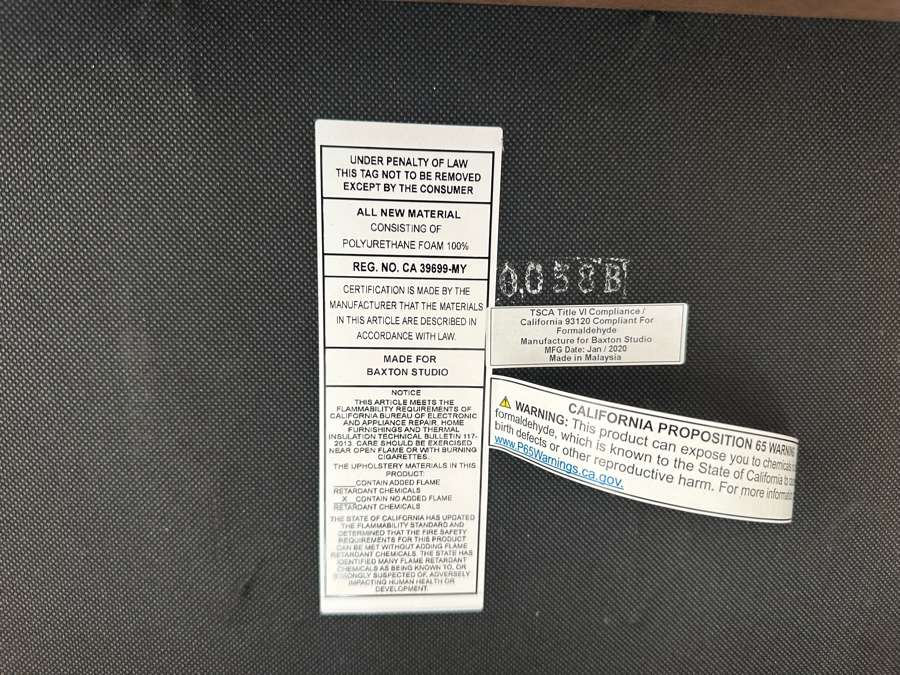 UNDER PENALTY OF LAW
THIS TAG NOT TO BE REMOVED
EXCEPT BY THE CONSUMER
ALL NEW MATERIAL
CONSISTING OF
POLYURETHANE FOAM 100%
REG. NO. CA 39699-MY
CERTIFICATION IS MADE BY THE
MANUFACTURER THAT THE MATERIALS
IN THIS ARTICLE ARE DESCRIBED IN
ACCORDANCE WITH LAW.
MADE FOR
BAXTON STUDIO
NOTICE
THIS ARTICLE MEETS THE
FLAMMABILITY REQUIREMENTS OF
CALIFORNIA BUREAU OF ELECTRONIC
AND APPLIANCE REPAIR. HOME
FURNISHINGS AND THERMAL
INSULATION TECHNICAL BULLETIN 117-
2013. CARE SHOULD BE EXERCISED
NEAR OPEN FLAME OR WITH BURNING
CIGARETTES.
THE UPHOLSTERY MATERIALS IN THIS
PRODUCT:
____CONTAIN ADDED FLAME
RETARDANT CHEMICALS
__X__CONTAIN NO ADDED FLAME
RETARDANT CHEMICALS
THE STATE OF CALIFORNIA HAS UPDATED
THE FLAMMABILITY STANDARD AND
DETERMINED THAT THE FIRE SAFETY
REQUIREMENTS FOR THIS PRODUCT
CAN BE MET WITHOUT ADDING FLAME
RETARDANT CHEMICALS. THE STATE HAS
IDENTIFIED MANY FLAME RETARDANT
CHEMICALS AS BEING KNOWN TO, OR
STRONGLY SUSPECTED OF, ADVERSELY
IMPACTING HUMAN HEALTH OR
DEVELOPMENT.
TSCA Title VI Compliance /
California 93120 Compliant For
Formaldehyde
Manufacture for Baxton Studio
MFG Date: Jan / 2020
Made in Malaysia
CALIFORNIA PROPOSITION 65 WARNING
WARNING: This product can expose you to chemicals
formaldehyde, which is known to the State of California to
birth defects or other reproductive harm. For more information
www.P65Warnings.ca.gov.